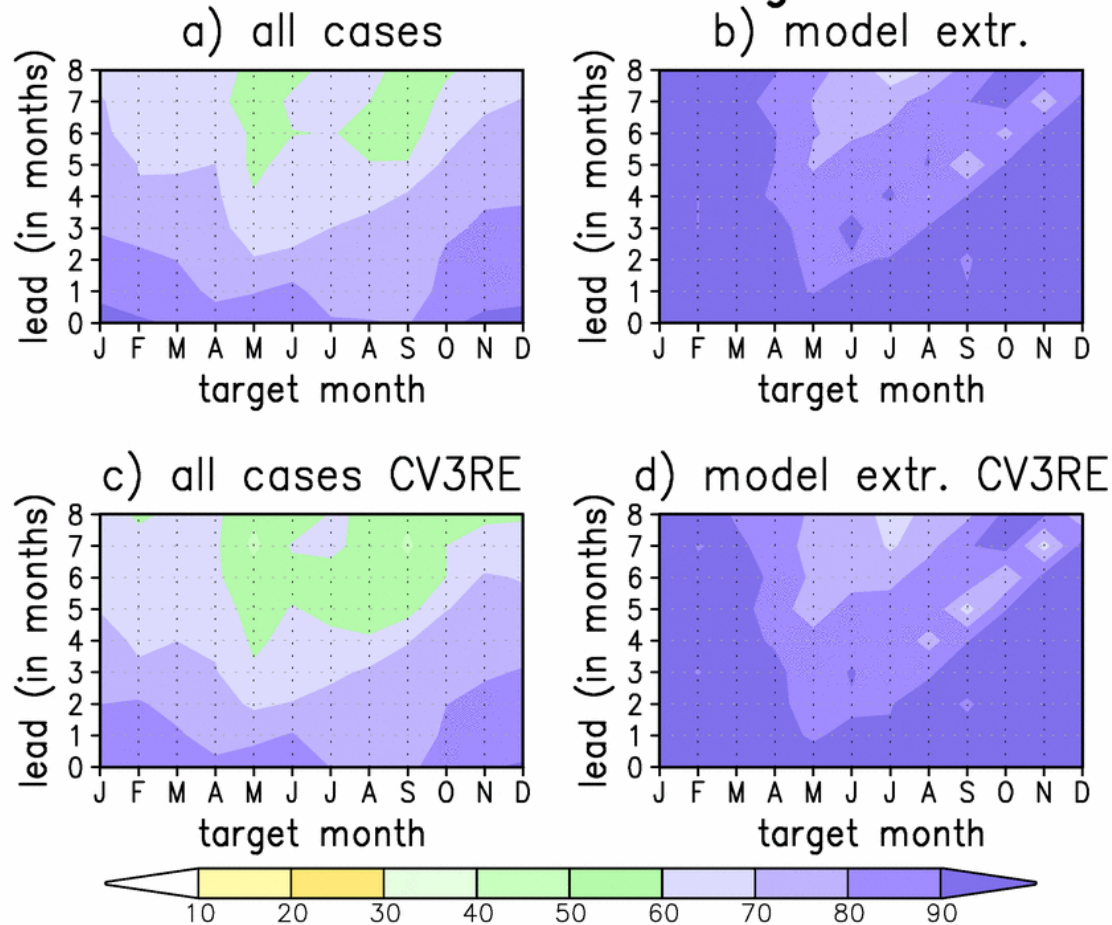 a) all cases
b) model extr.
lead (in months)
8
7
6
5
4
3
2
1
0
J F M A M J J A S O N D
target month
lead (in months)
8
7
6
5
4
3
2
1
0
J F M A M J J A S O N D
target month
c) all cases CV3RE
d) model extr. CV3RE
lead (in months)
8
7
6
5
4
3
2
1
0
J F M A M J J A S O N D
target month
lead (in months)
8
7
6
5
4
3
2
1
0
J F M A M J J A S O N D
target month
10 20 30 40 50 60 70 80 90